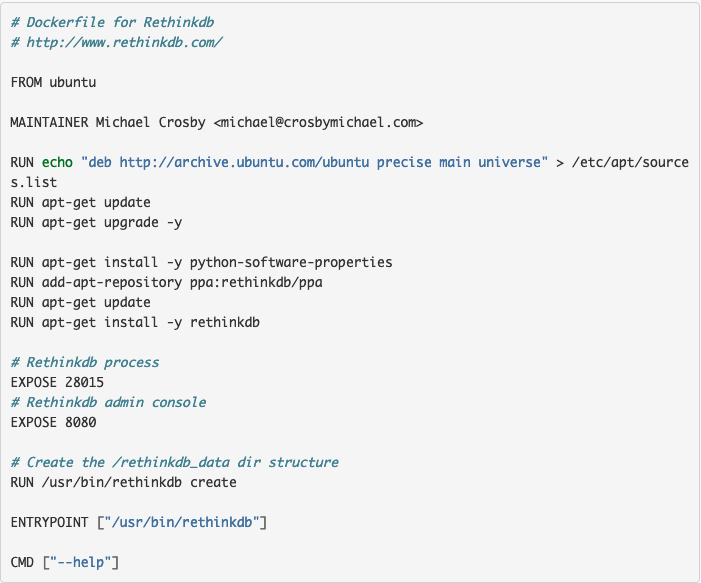 # Dockerfile for Rethinkdb
# http://www.rethinkdb.com/
FROM ubuntu
MAINTAINER Michael Crosby <michael@crosbymichael.com>
RUN echo "deb http://archive.ubuntu.com/ubuntu precise main universe" > /etc/apt/source
s.list
RUN apt-get update
RUN apt-get upgrade -y
RUN apt-get install -y python-software-properties
RUN add-apt-repository ppa:rethinkdb/ppa
RUN apt-get update
RUN apt-get install -y rethinkdb
# Rethinkdb process
EXPOSE 28015
# Rethinkdb admin console
EXPOSE 8080
# Create the /rethinkdb_data dir structure
RUN /usr/bin/rethinkdb create
ENTRYPOINT ["/usr/bin/rethinkdb"]
CMD ["--help"]